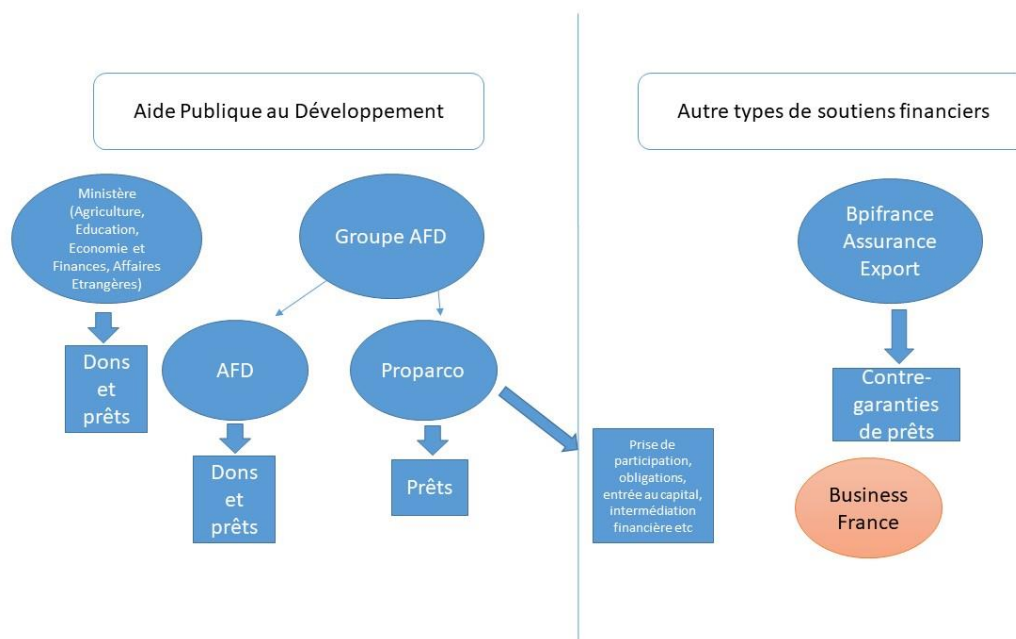 Aide Publique au Développement
Autre types de soutiens financiers
Ministère
(Agriculture,
Education,
Economie et
Finances, Affaires
Etrangères)
Groupe AFD
Bpifrance
Assurance
Export
Dons
et
prêts
AFD
Proparco
Contre-
garanties
de prêts
Dons
et
prêts
Prêts
Prise de
participation,
obligations,
entrée au capital,
intermédiation
financière etc
Business
France